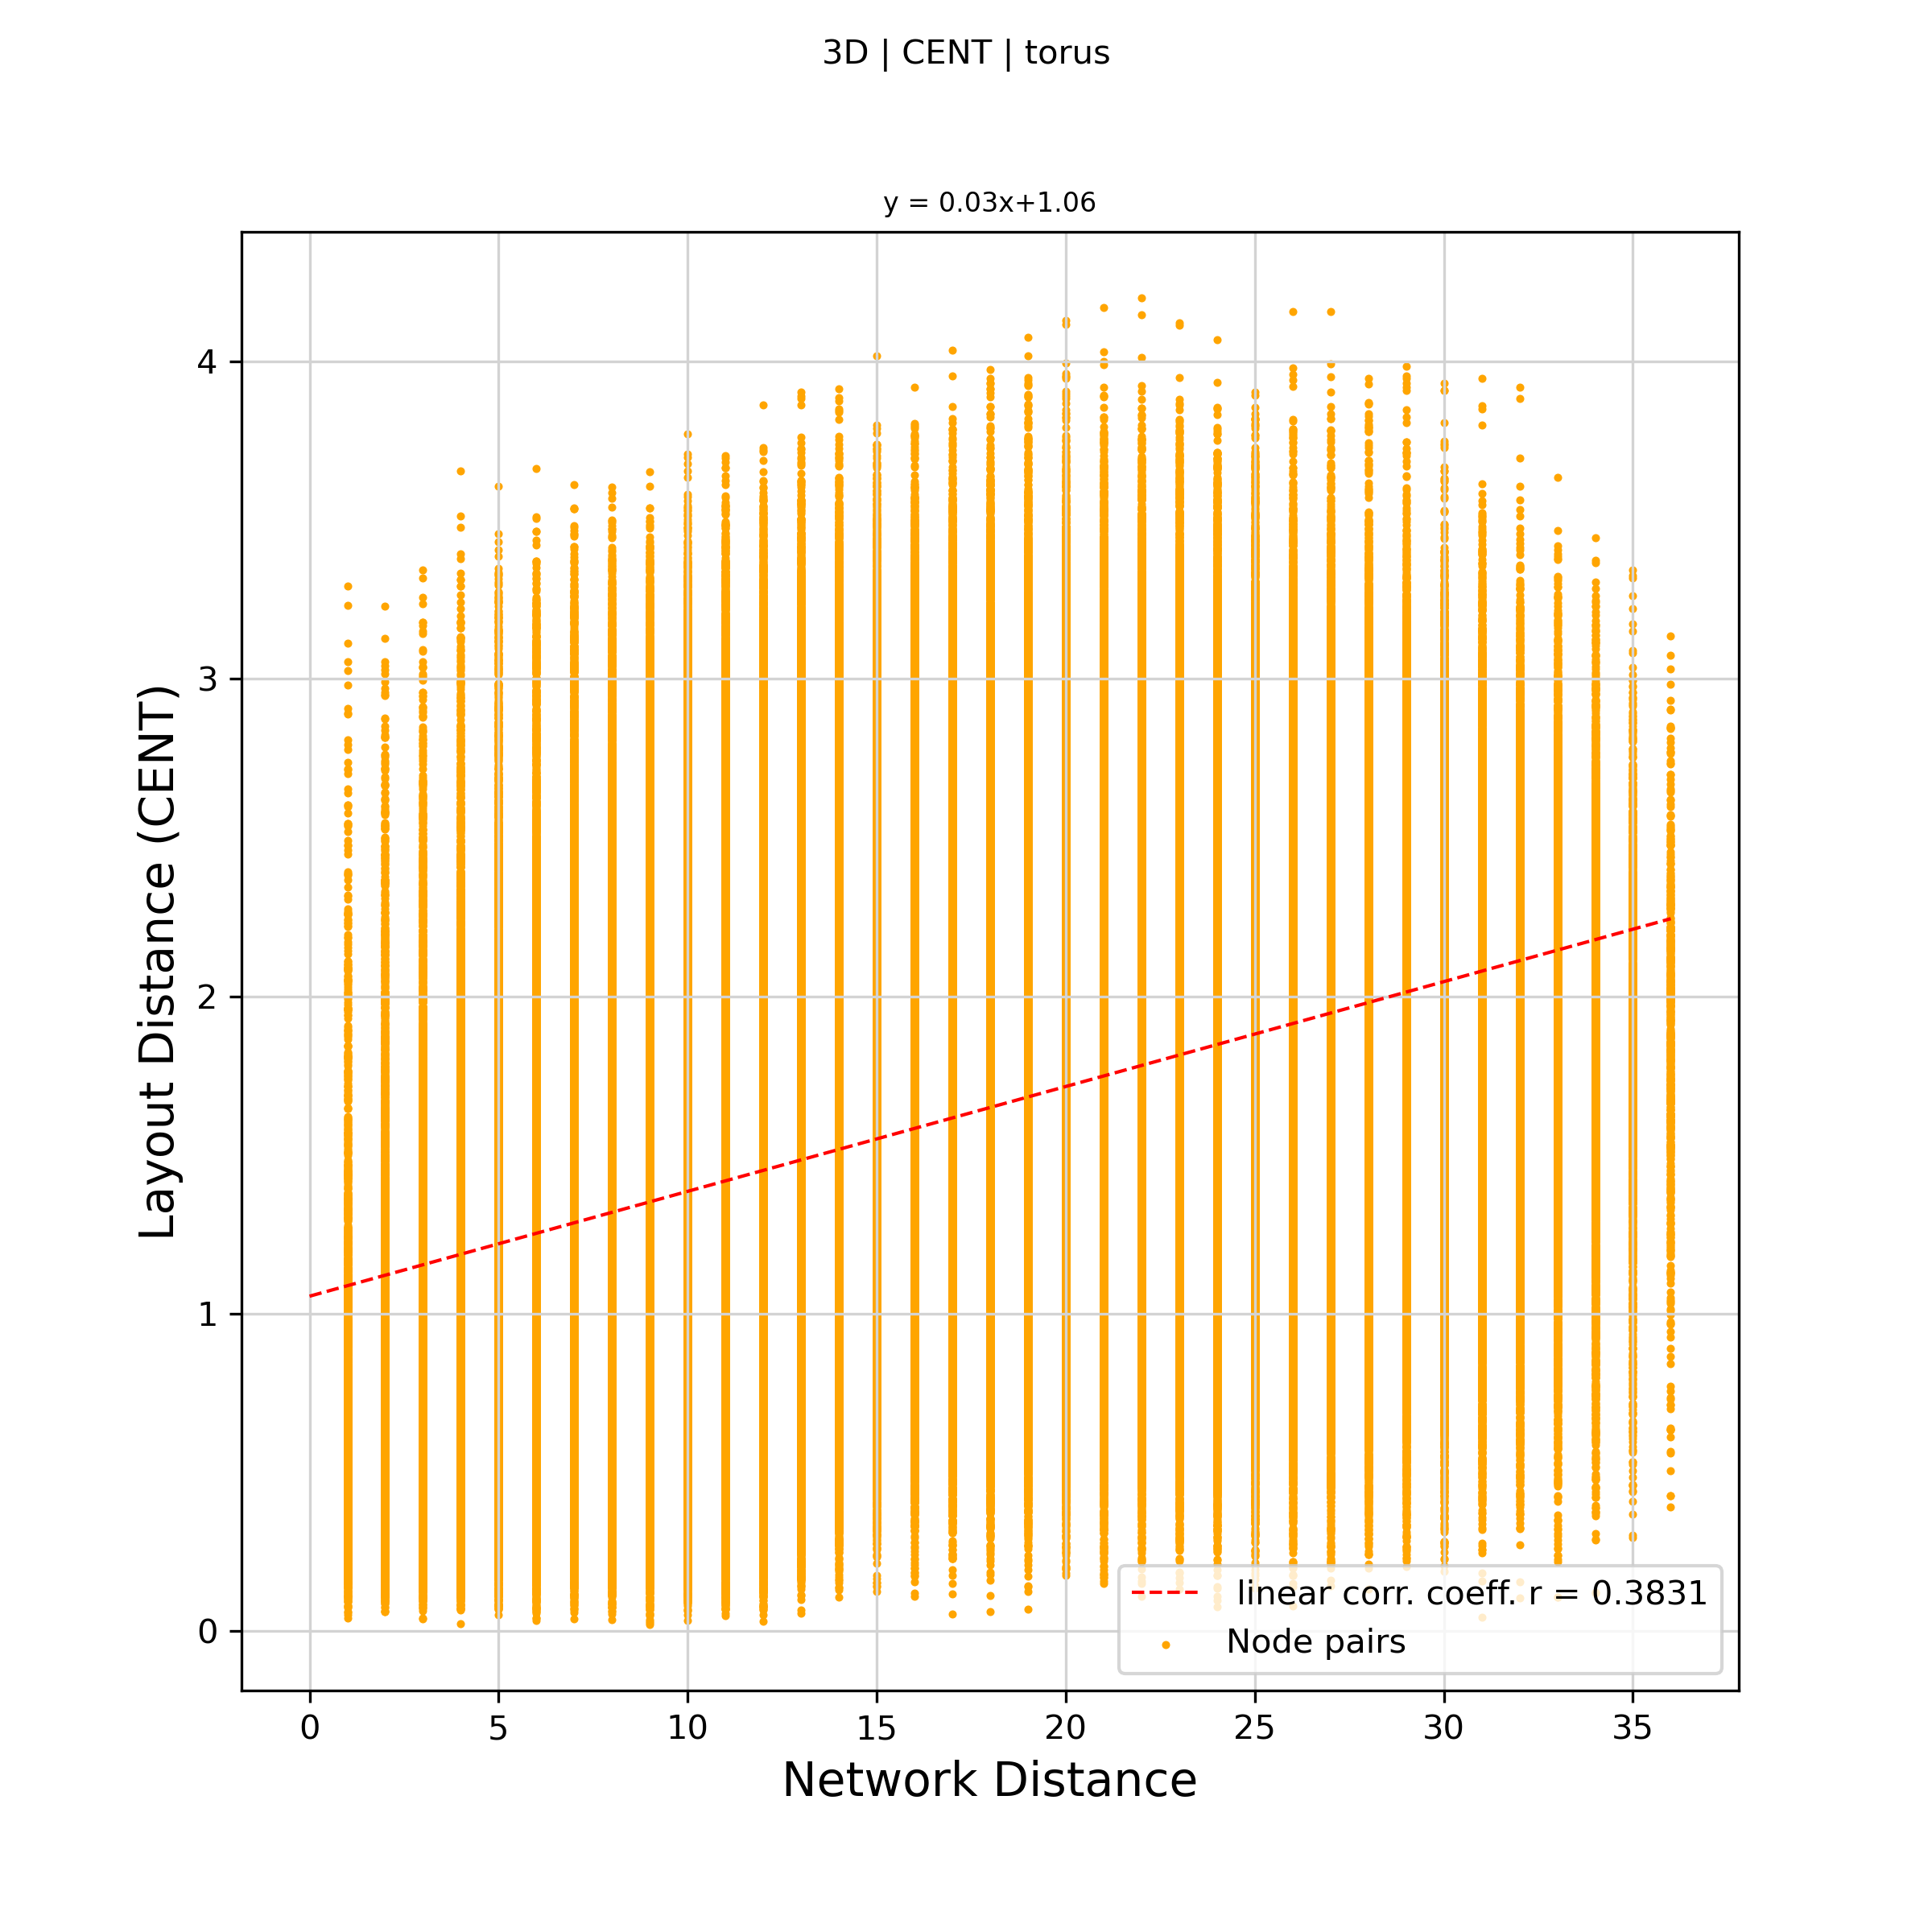 3D | CENT | torus
y = 0.03x+1.06
Layout Distance (CENT)
4
3
2
1
0
linear corr. coeff. r = 0.3831
Node pairs
0 5 10 15 20 25 30 35
Network Distance